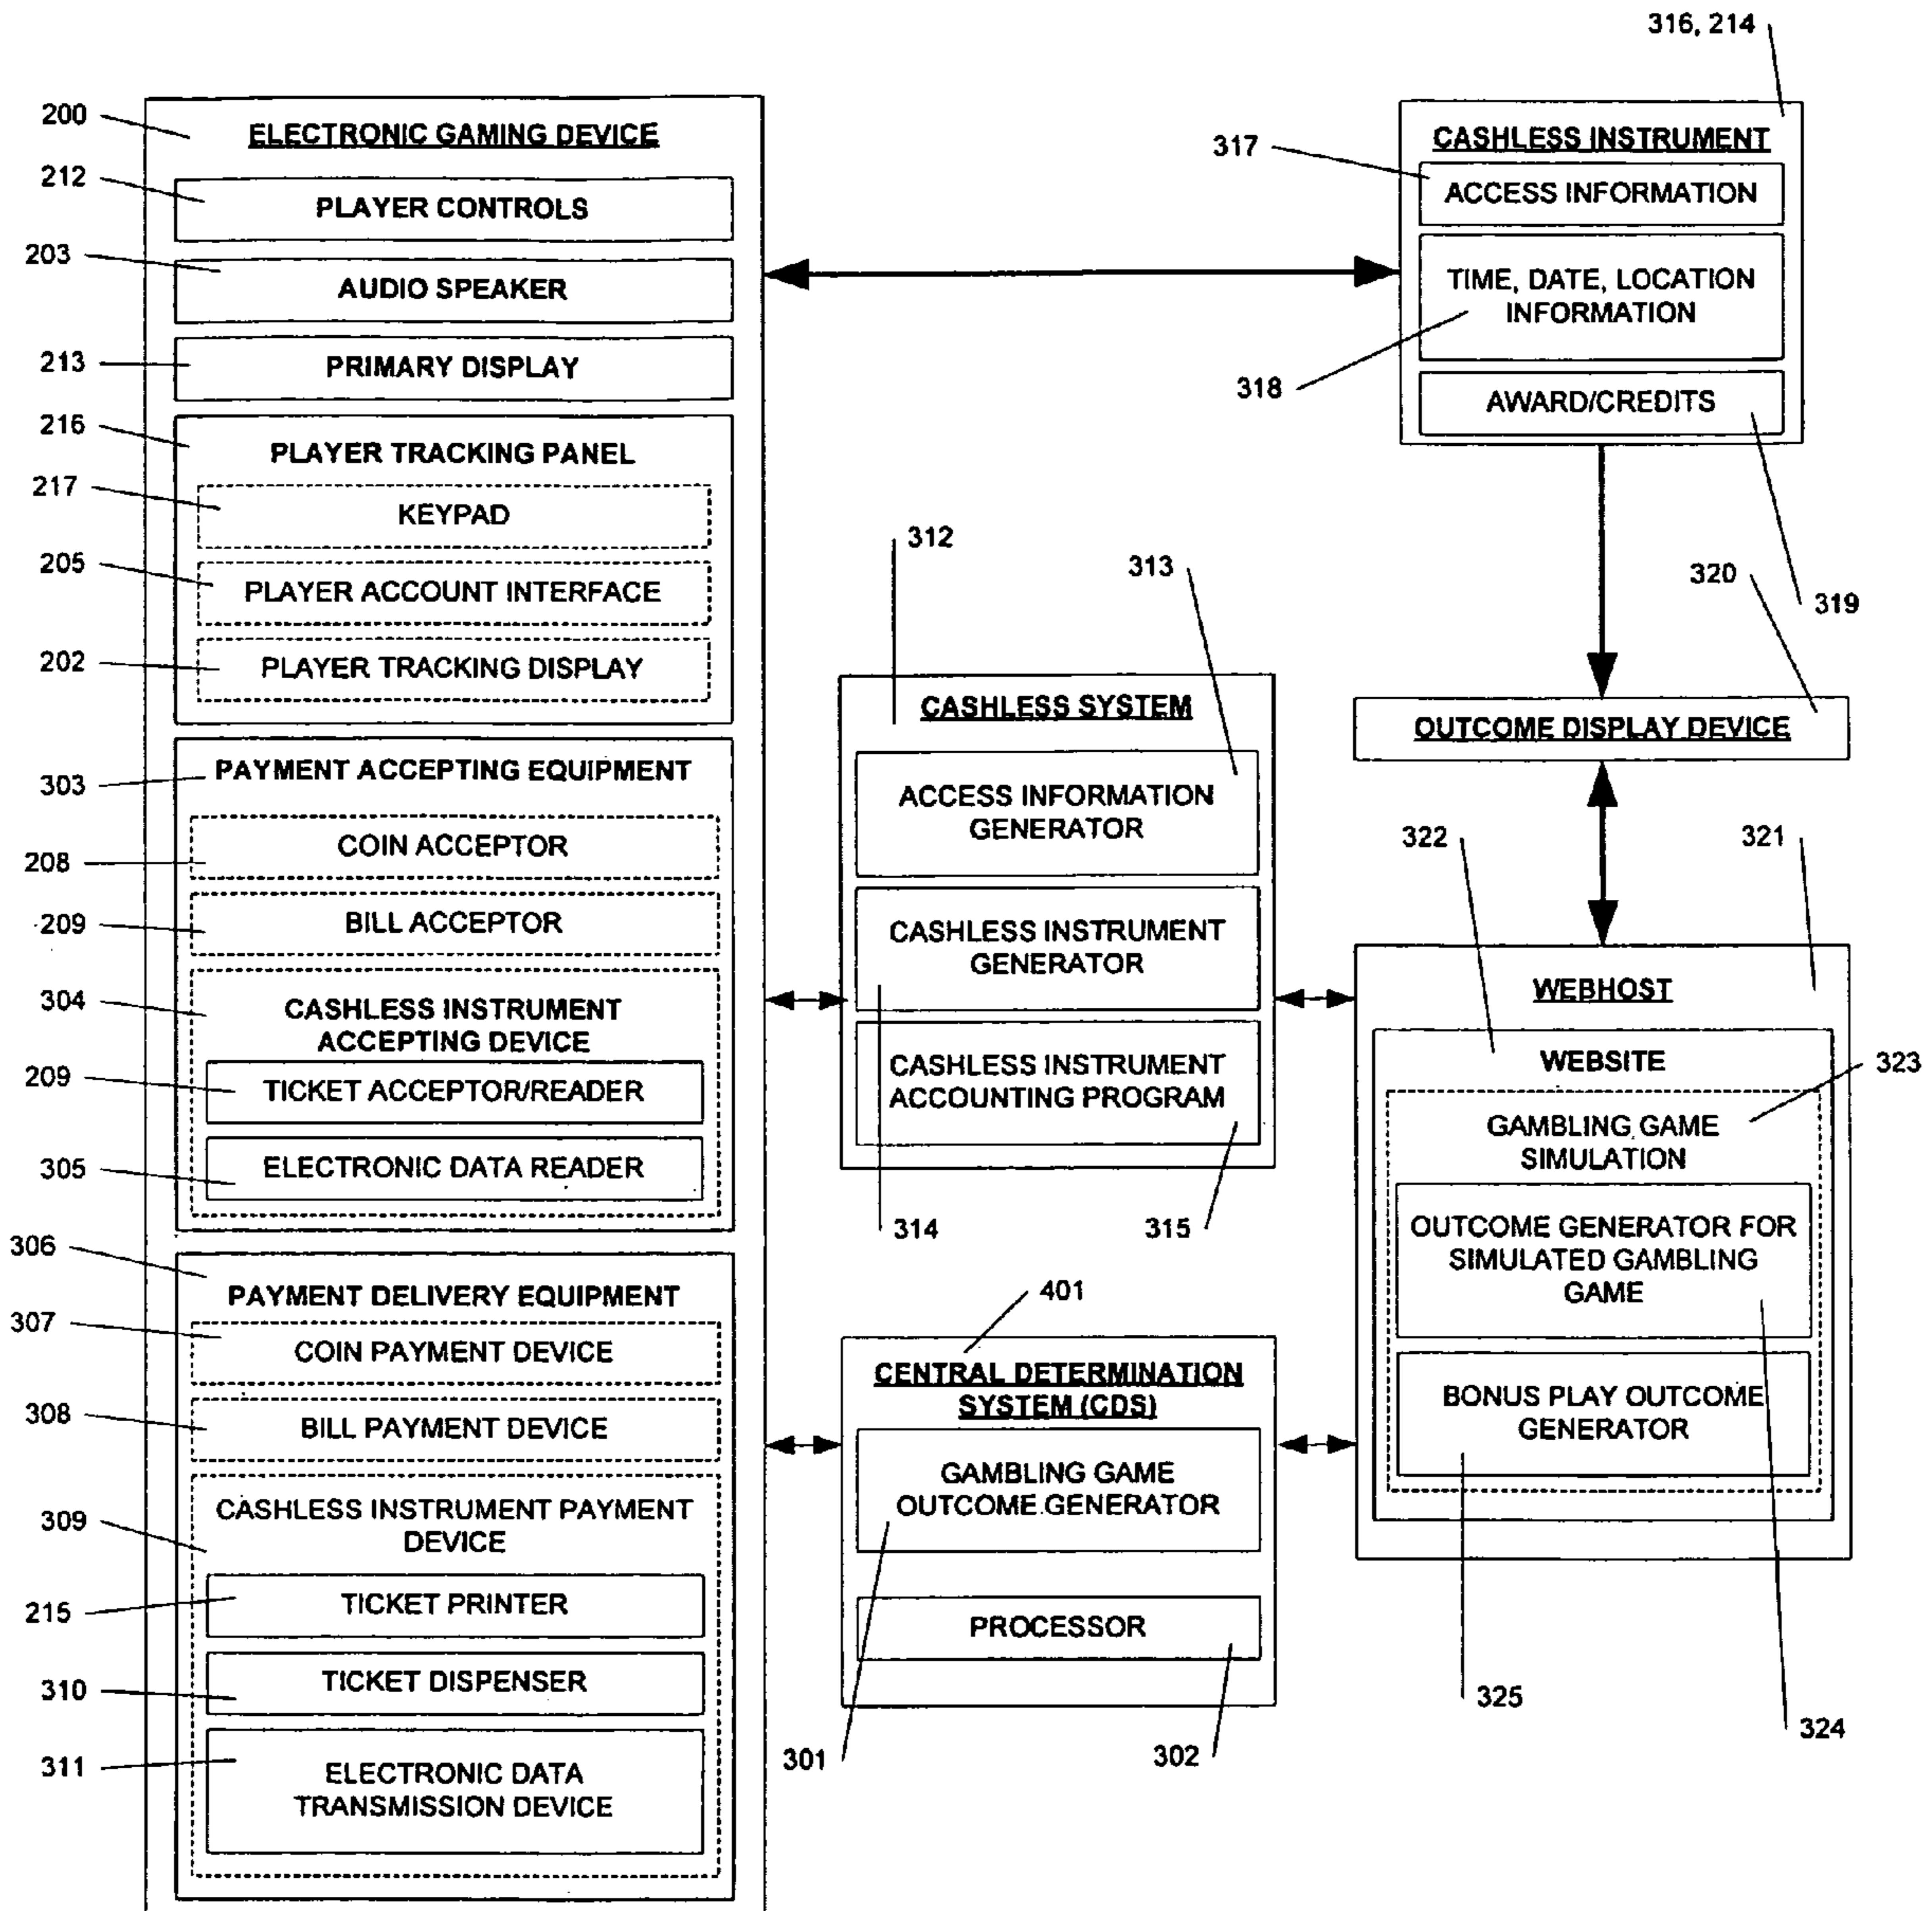 316, 214
200
ELECTRONIC GAMING DEVICE
212
PLAYER CONTROLS
203
AUDIO SPEAKER
213
PRIMARY DISPLAY
216
PLAYER TRACKING PANEL
217
KEYPAD
205
PLAYER ACCOUNT INTERFACE
202
PLAYER TRACKING DISPLAY
303
PAYMENT ACCEPTING EQUIPMENT
COIN ACCEPTOR
208
BILL ACCEPTOR
209
304
CASHLESS INSTRUMENT
ACCEPTING DEVICE
209
TICKET ACCEPTOR/READER
305
ELECTRONIC DATA READER
306
PAYMENT DELIVERY EQUIPMENT
307
COIN PAYMENT DEVICE
308
BILL PAYMENT DEVICE
CASHLESS INSTRUMENT PAYMENT
DEVICE
309
215
TICKET PRINTER
310
TICKET DISPENSER
311
ELECTRONIC DATA
TRANSMISSION DEVICE
312
313
CASHLESS SYSTEM
ACCESS INFORMATION
GENERATOR
CASHLESS INSTRUMENT
GENERATOR
CASHLESS INSTRUMENT
ACCOUNTING PROGRAM
314
315
401
CENTRAL DETERMINATION
SYSTEM (CDS)
GAMBLING GAME
OUTCOME GENERATOR
PROCESSOR
301
302
CASHLESS INSTRUMENT
317
ACCESS INFORMATION
TIME, DATE, LOCATION
INFORMATION
318
AWARD/CREDITS
319
320
OUTCOME DISPLAY DEVICE
322
321
WEBHOST
WEBSITE
323
GAMBLING GAME
SIMULATION
OUTCOME GENERATOR FOR
SIMULATED GAMBLING
GAME
BONUS PLAY OUTCOME
GENERATOR
325
324